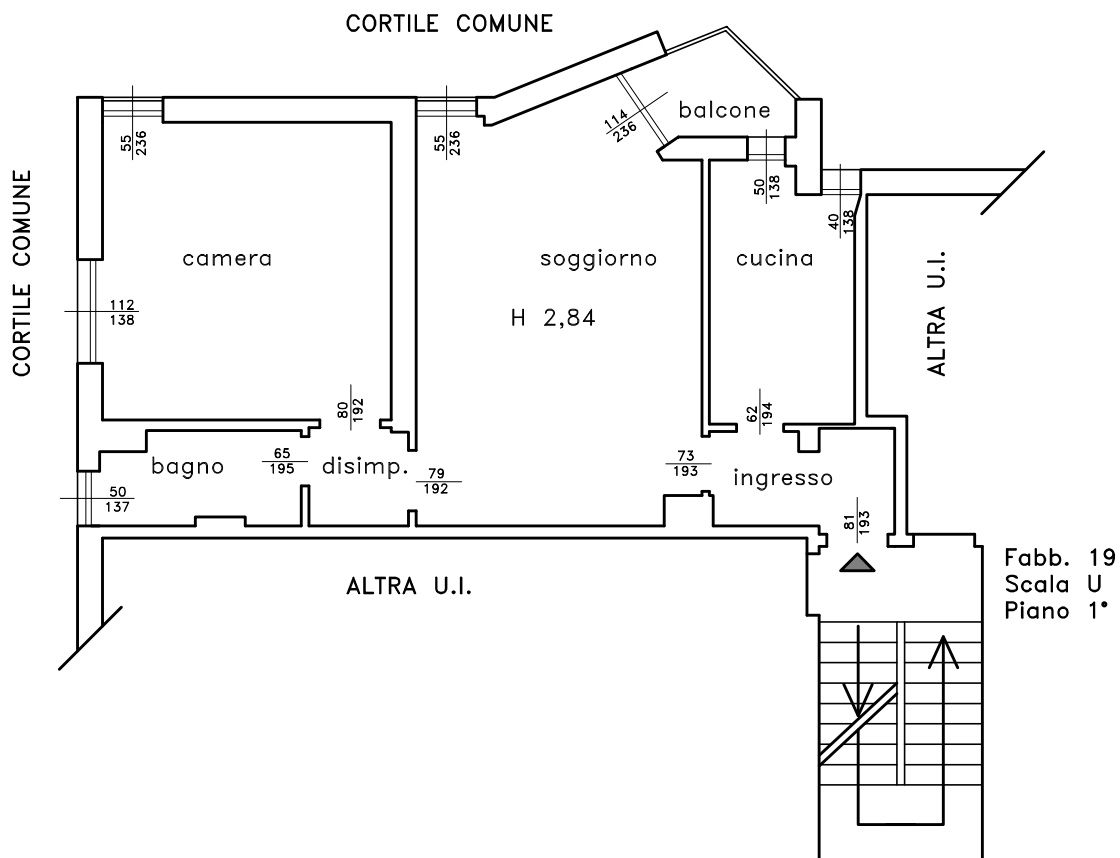 CORTILE COMUNE
balcone
114
236
55
236
55
236
50
138
40
138
CORTILE COMUNE
camera
soggiorno
cucina
ALTRA U.I.
112
138
H 2,84
80
192
62
194
bagno
65
195
disimp.
79
192
73
193
ingresso
50
137
81
193
ALTRA U.I.
Fabb. 19
Scala U
Piano 1°